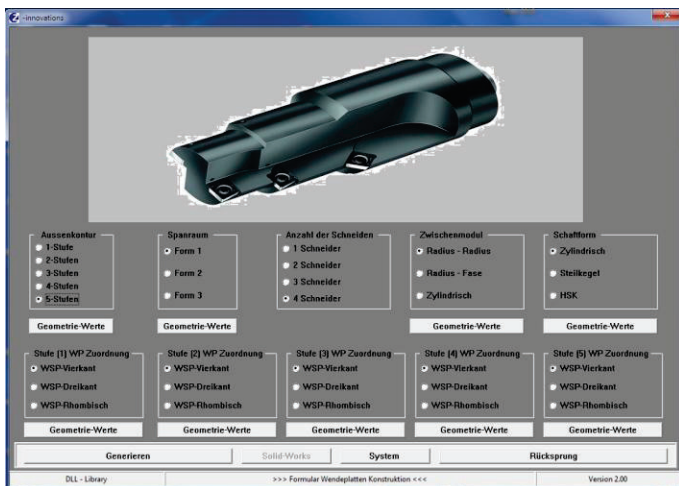 -innovations
Aussenkontur
1-Stufe
2-Stufen
3-Stufen
4-Stufen
5-Stufen
Geometrie-Werte
Spanraum
Form 1
Form 2
Form 3
Geometrie-Werte
Anzahl der Schneiden
1 Schneider
2 Schneider
3 Schneider
4 Schneider
Zwischenmodul
Radius - Radius
Radius - Fase
Zylindrisch
Geometrie-Werte
Schaftform
Zylindrisch
Steilkegel
HSK
Geometrie-Werte
Stufe (1) WP Zuordnung
WSP-Vierkant
WSP-Dreikant
WSP-Rhombisch
Geometrie-Werte
Stufe (2) WP Zuordnung
WSP-Vierkant
WSP-Dreikant
WSP-Rhombisch
Geometrie-Werte
Stufe (3) WP Zuordnung
WSP-Vierkant
WSP-Dreikant
WSP-Rhombisch
Geometrie-Werte
Stufe (4) WP Zuordnung
WSP-Vierkant
WSP-Dreikant
WSP-Rhombisch
Geometrie-Werte
Stufe (5) WP Zuordnung
WSP-Vierkant
WSP-Dreikant
WSP-Rhombisch
Geometrie-Werte
Generieren
Solid-Works
System
Rücksprung
DLL - Library
>>> Formular Wendeplatten Konstruktion <<<
Version 2.00